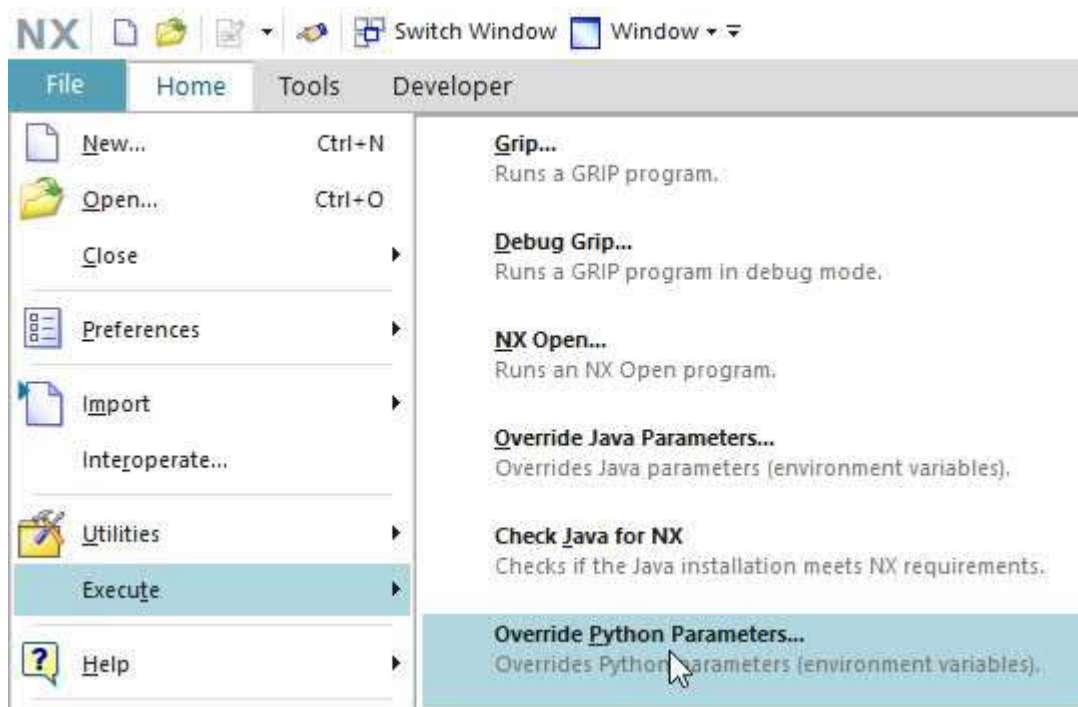 NX Switch Window Window
File Home Tools Developer
New... Ctrl+N
Open... Ctrl+O
Close
Preferences
Import
Interoperate...
Utilities
Execute
Help
Grip...
Runs a GRIP program.
Debug Grip...
Runs a GRIP program in debug mode.
NX Open...
Runs an NX Open program.
Override Java Parameters...
Overrides Java parameters (environment variables).
Check Java for NX
Checks if the Java installation meets NX requirements.
Override Python Parameters...
Overrides Python parameters (environment variables).